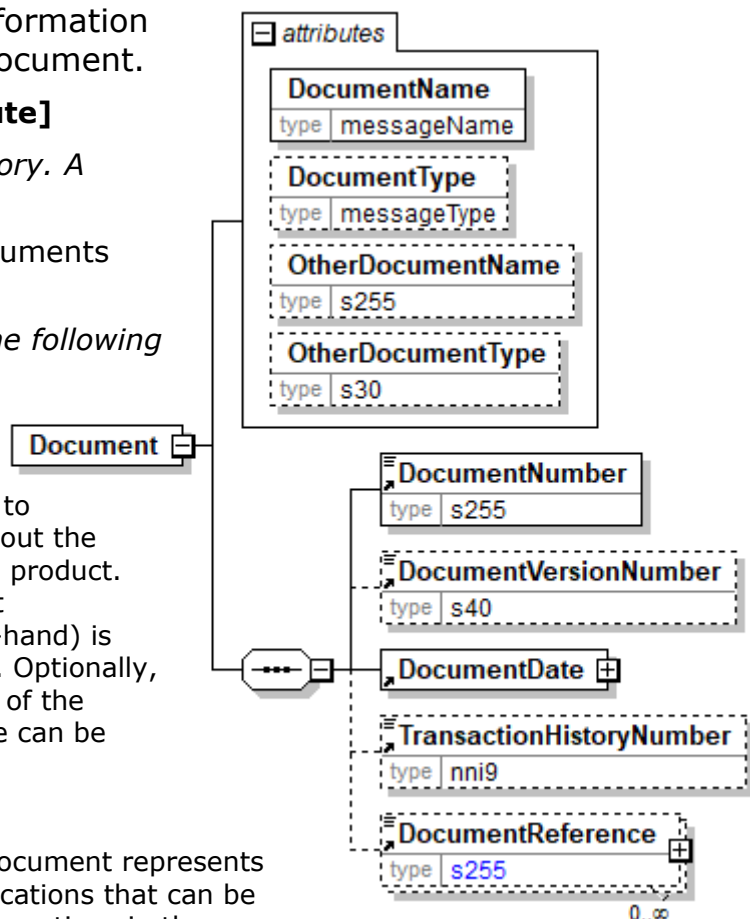 formation
ocument.
ute]
ory. A
uments
e following
to
out the
product.
-hand) is
. Optionally,
of the
e can be
ocument represents
cations that can be
attributes
DocumentName
type messageName
DocumentType
type messageType
OtherDocumentName
type s255
OtherDocumentType
type s30
Document
DocumentNumber
type s255
DocumentVersionNumber
type s40
DocumentDate
TransactionHistoryNumber
type nni9
DocumentReference
type s255
0..∞